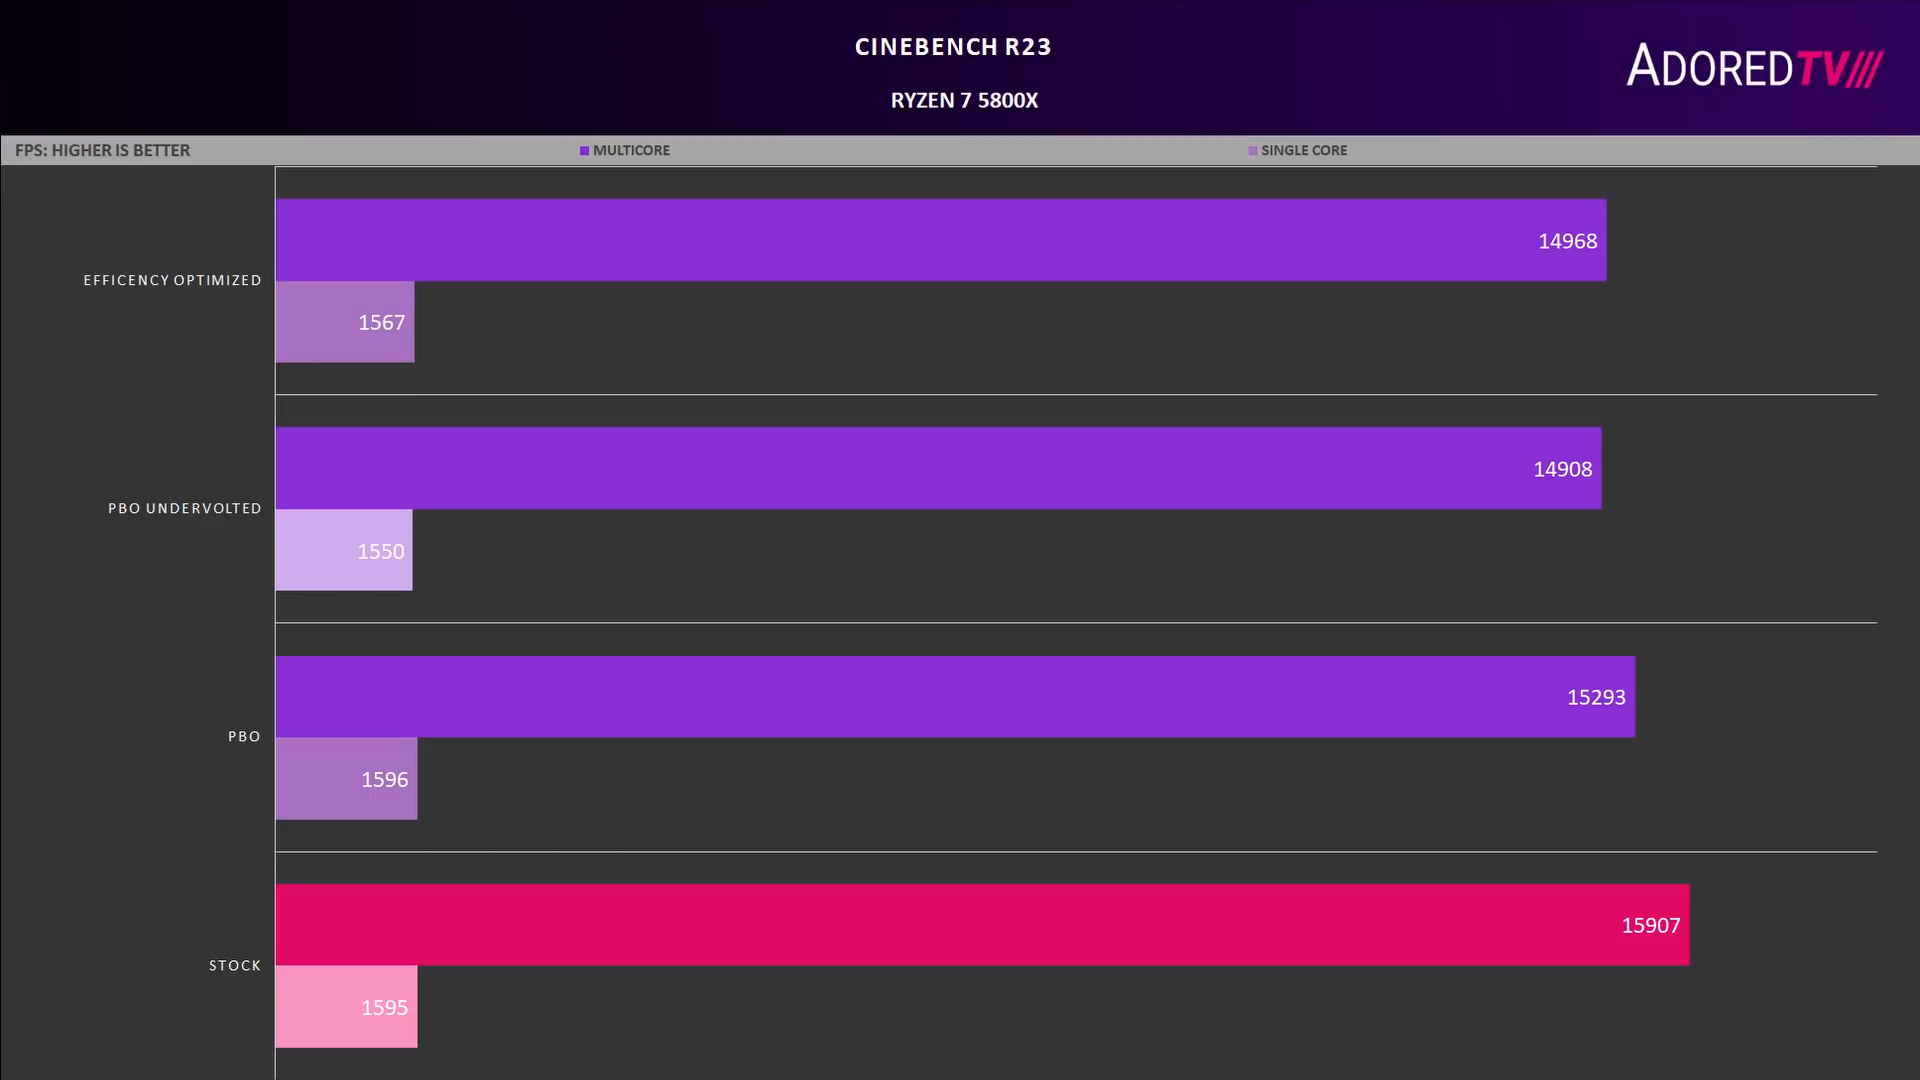 CINEBENCH R23
RYZEN 7 5800X
ADOREDTV
FPS: HIGHER IS BETTER
MULTICORE
SINGLE CORE
14968
EFFICENCY OPTIMIZED
1567
14908
PBO UNDERVOLTED
1550
15293
PBO
1596
15907
STOCK
1595